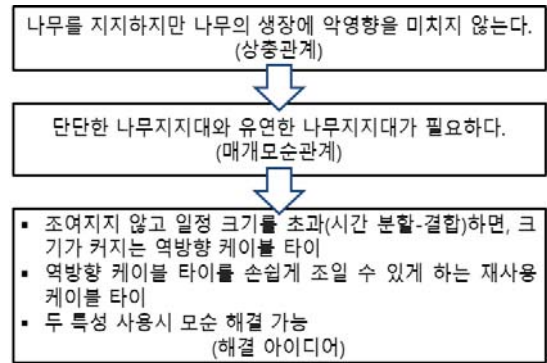 나무를 지지하지만 나무의 생장에 악영향을 미치지 않는다.
(상충관계)
단단한 나무지지대와 유연한 나무지지대가 필요하다.
(매개모순관계)
▪ 조여지지 않고 일정 크기를 초과(시간 분할-결합)하면, 크
기가 커지는 역방향 케이블 타이
▪ 역방향 케이블 타이를 손쉽게 조일 수 있게 하는 재사용
케이블 타이
▪ 두 특성 사용시 모순 해결 가능
(해결 아이디어)